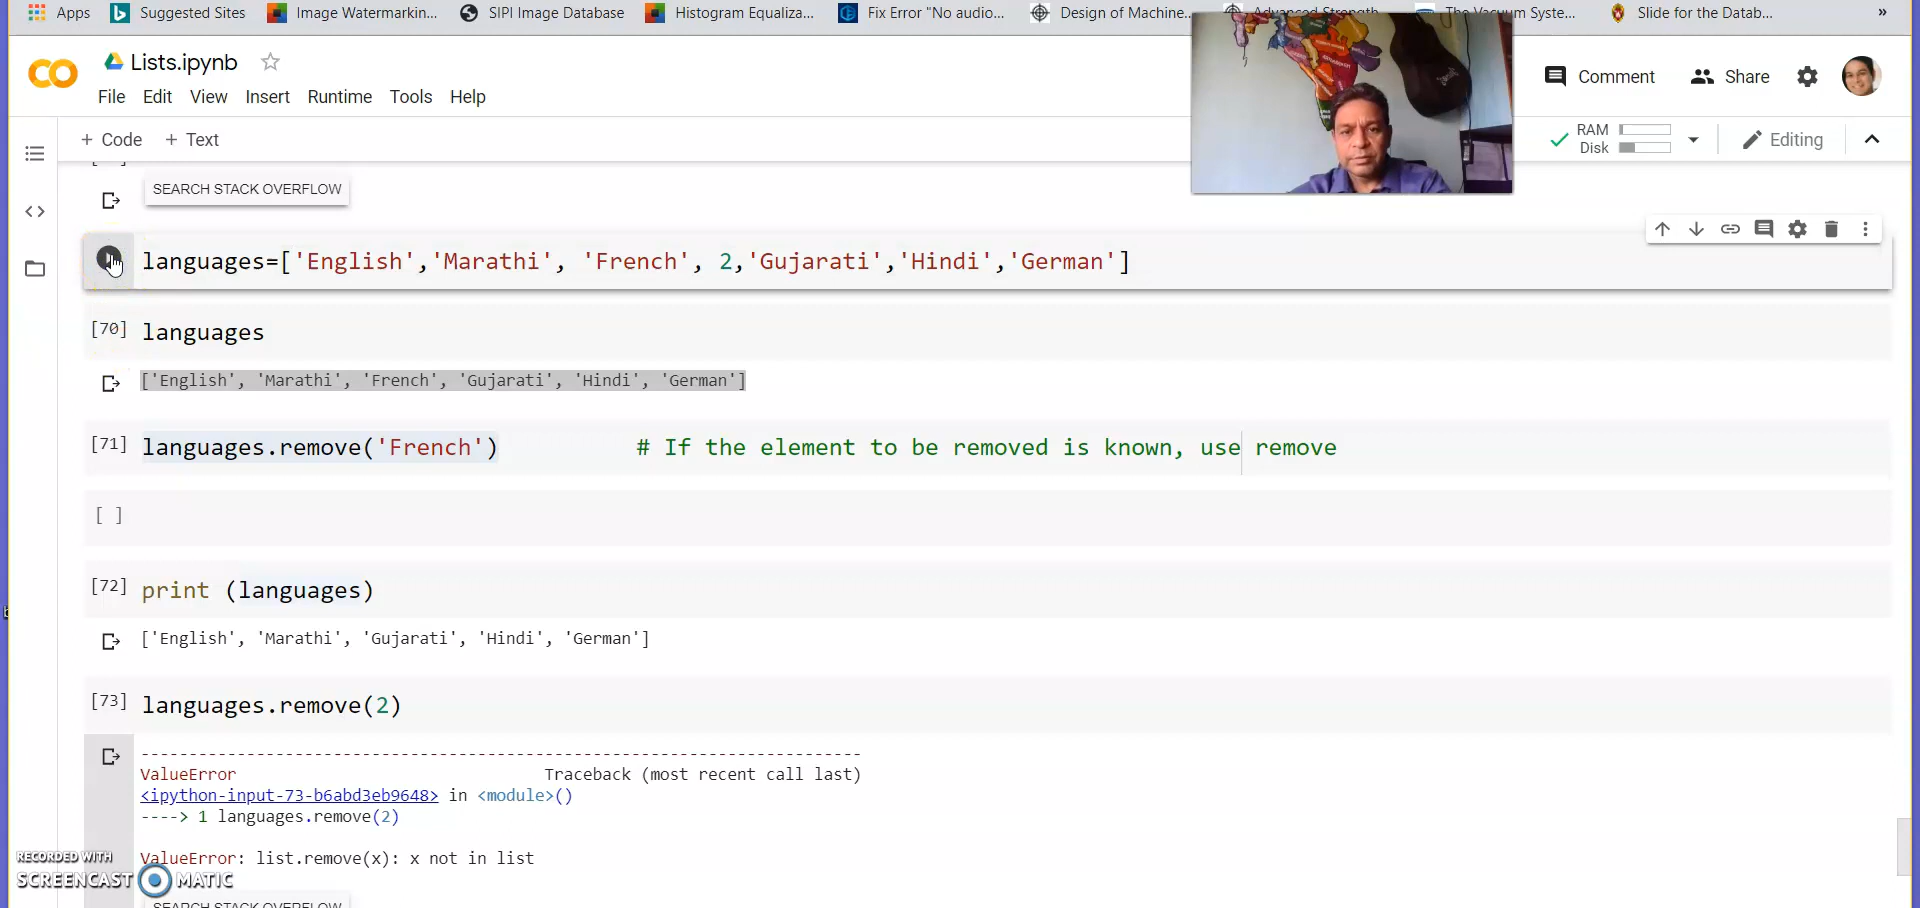 Apps Suggested Sites Image Watermarkin... SIPI Image Database Histogram Equaliza... Fix Error "No audio... Design of Machine... Advanced Strength The Vacuum Syste... Slide for the Datab... »
CO Lists.ipynb
File Edit View Insert Runtime Tools Help
Comment Share
+ Code + Text
RAM
Disk
Editing
SEARCH STACK OVERFLOW
languages=['English','Marathi', 'French', 2,'Gujarati','Hindi','German']
[70] languages
['English', 'Marathi', 'French', 'Gujarati', 'Hindi', 'German']
[71] languages.remove('French') # If the element to be removed is known, use remove
[ ]
[72] print (languages)
['English', 'Marathi', 'Gujarati', 'Hindi', 'German']
[73] languages.remove(2)
---------------------------------------------------------------------------
ValueError Traceback (most recent call last)
<ipython-input-73-b6abd3eb9648> in <module>()
----> 1 languages.remove(2)
ValueError: list.remove(x): x not in list
RECORDED WITH
SCREENCAST MATIC
SEARCH STACK OVERFLOW